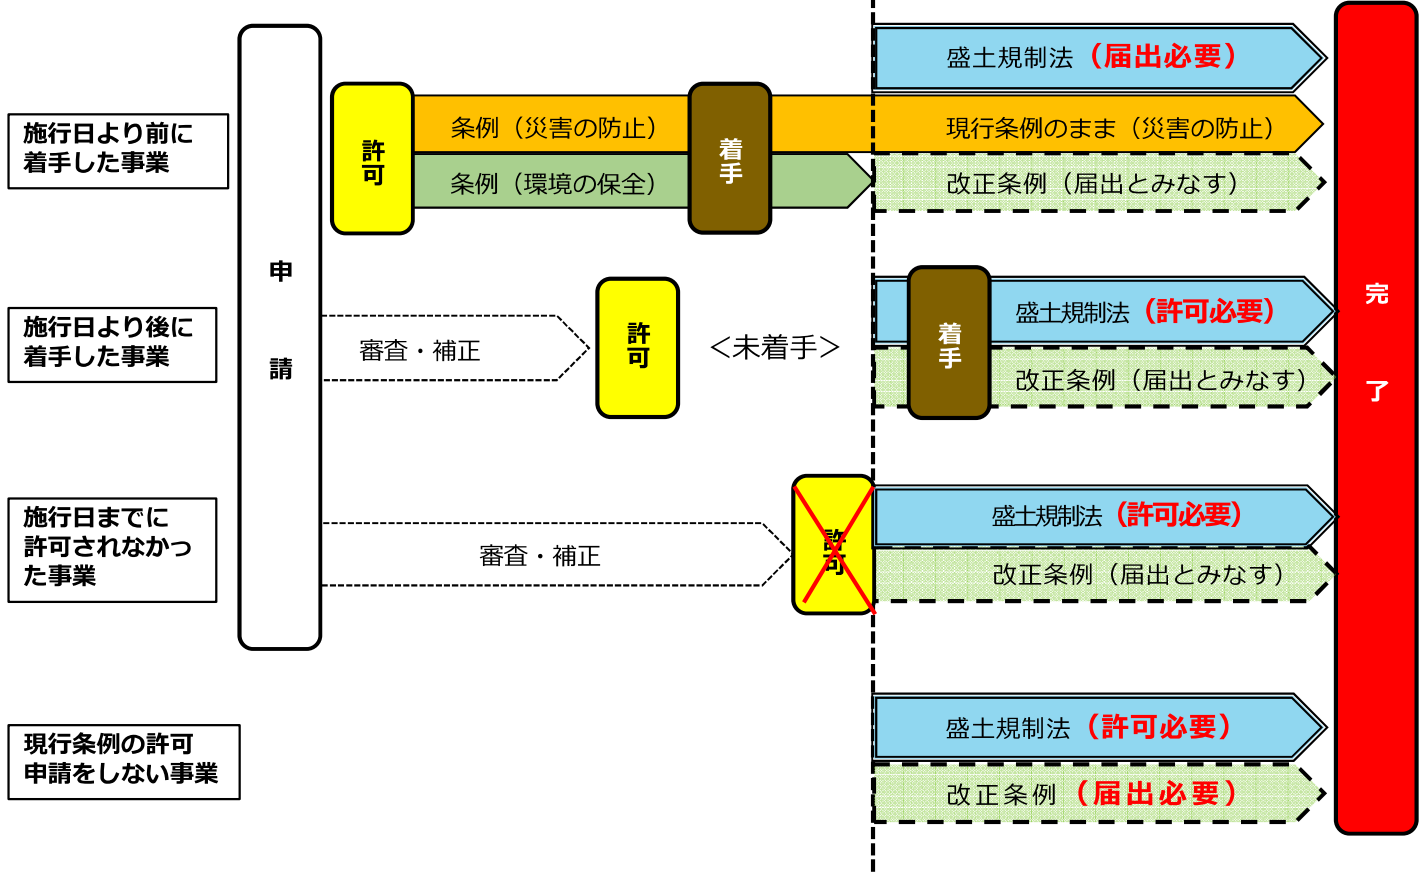 申
請
完
了
施行日より前に
着手した事業
許
可
条例（災害の防止）
条例（環境の保全）
着
手
盛土規制法（届出必要）
現行条例のまま（災害の防止）
改正条例（届出とみなす）
施行日より後に
着手した事業
審査・補正
許
可
＜未着手＞
着
手
盛土規制法（許可必要）
改正条例（届出とみなす）
施行日までに
許可されなかっ
た事業
審査・補正
許
可
盛土規制法（許可必要）
改正条例（届出とみなす）
現行条例の許可
申請をしない事業
盛土規制法（許可必要）
改正条例（届出必要）